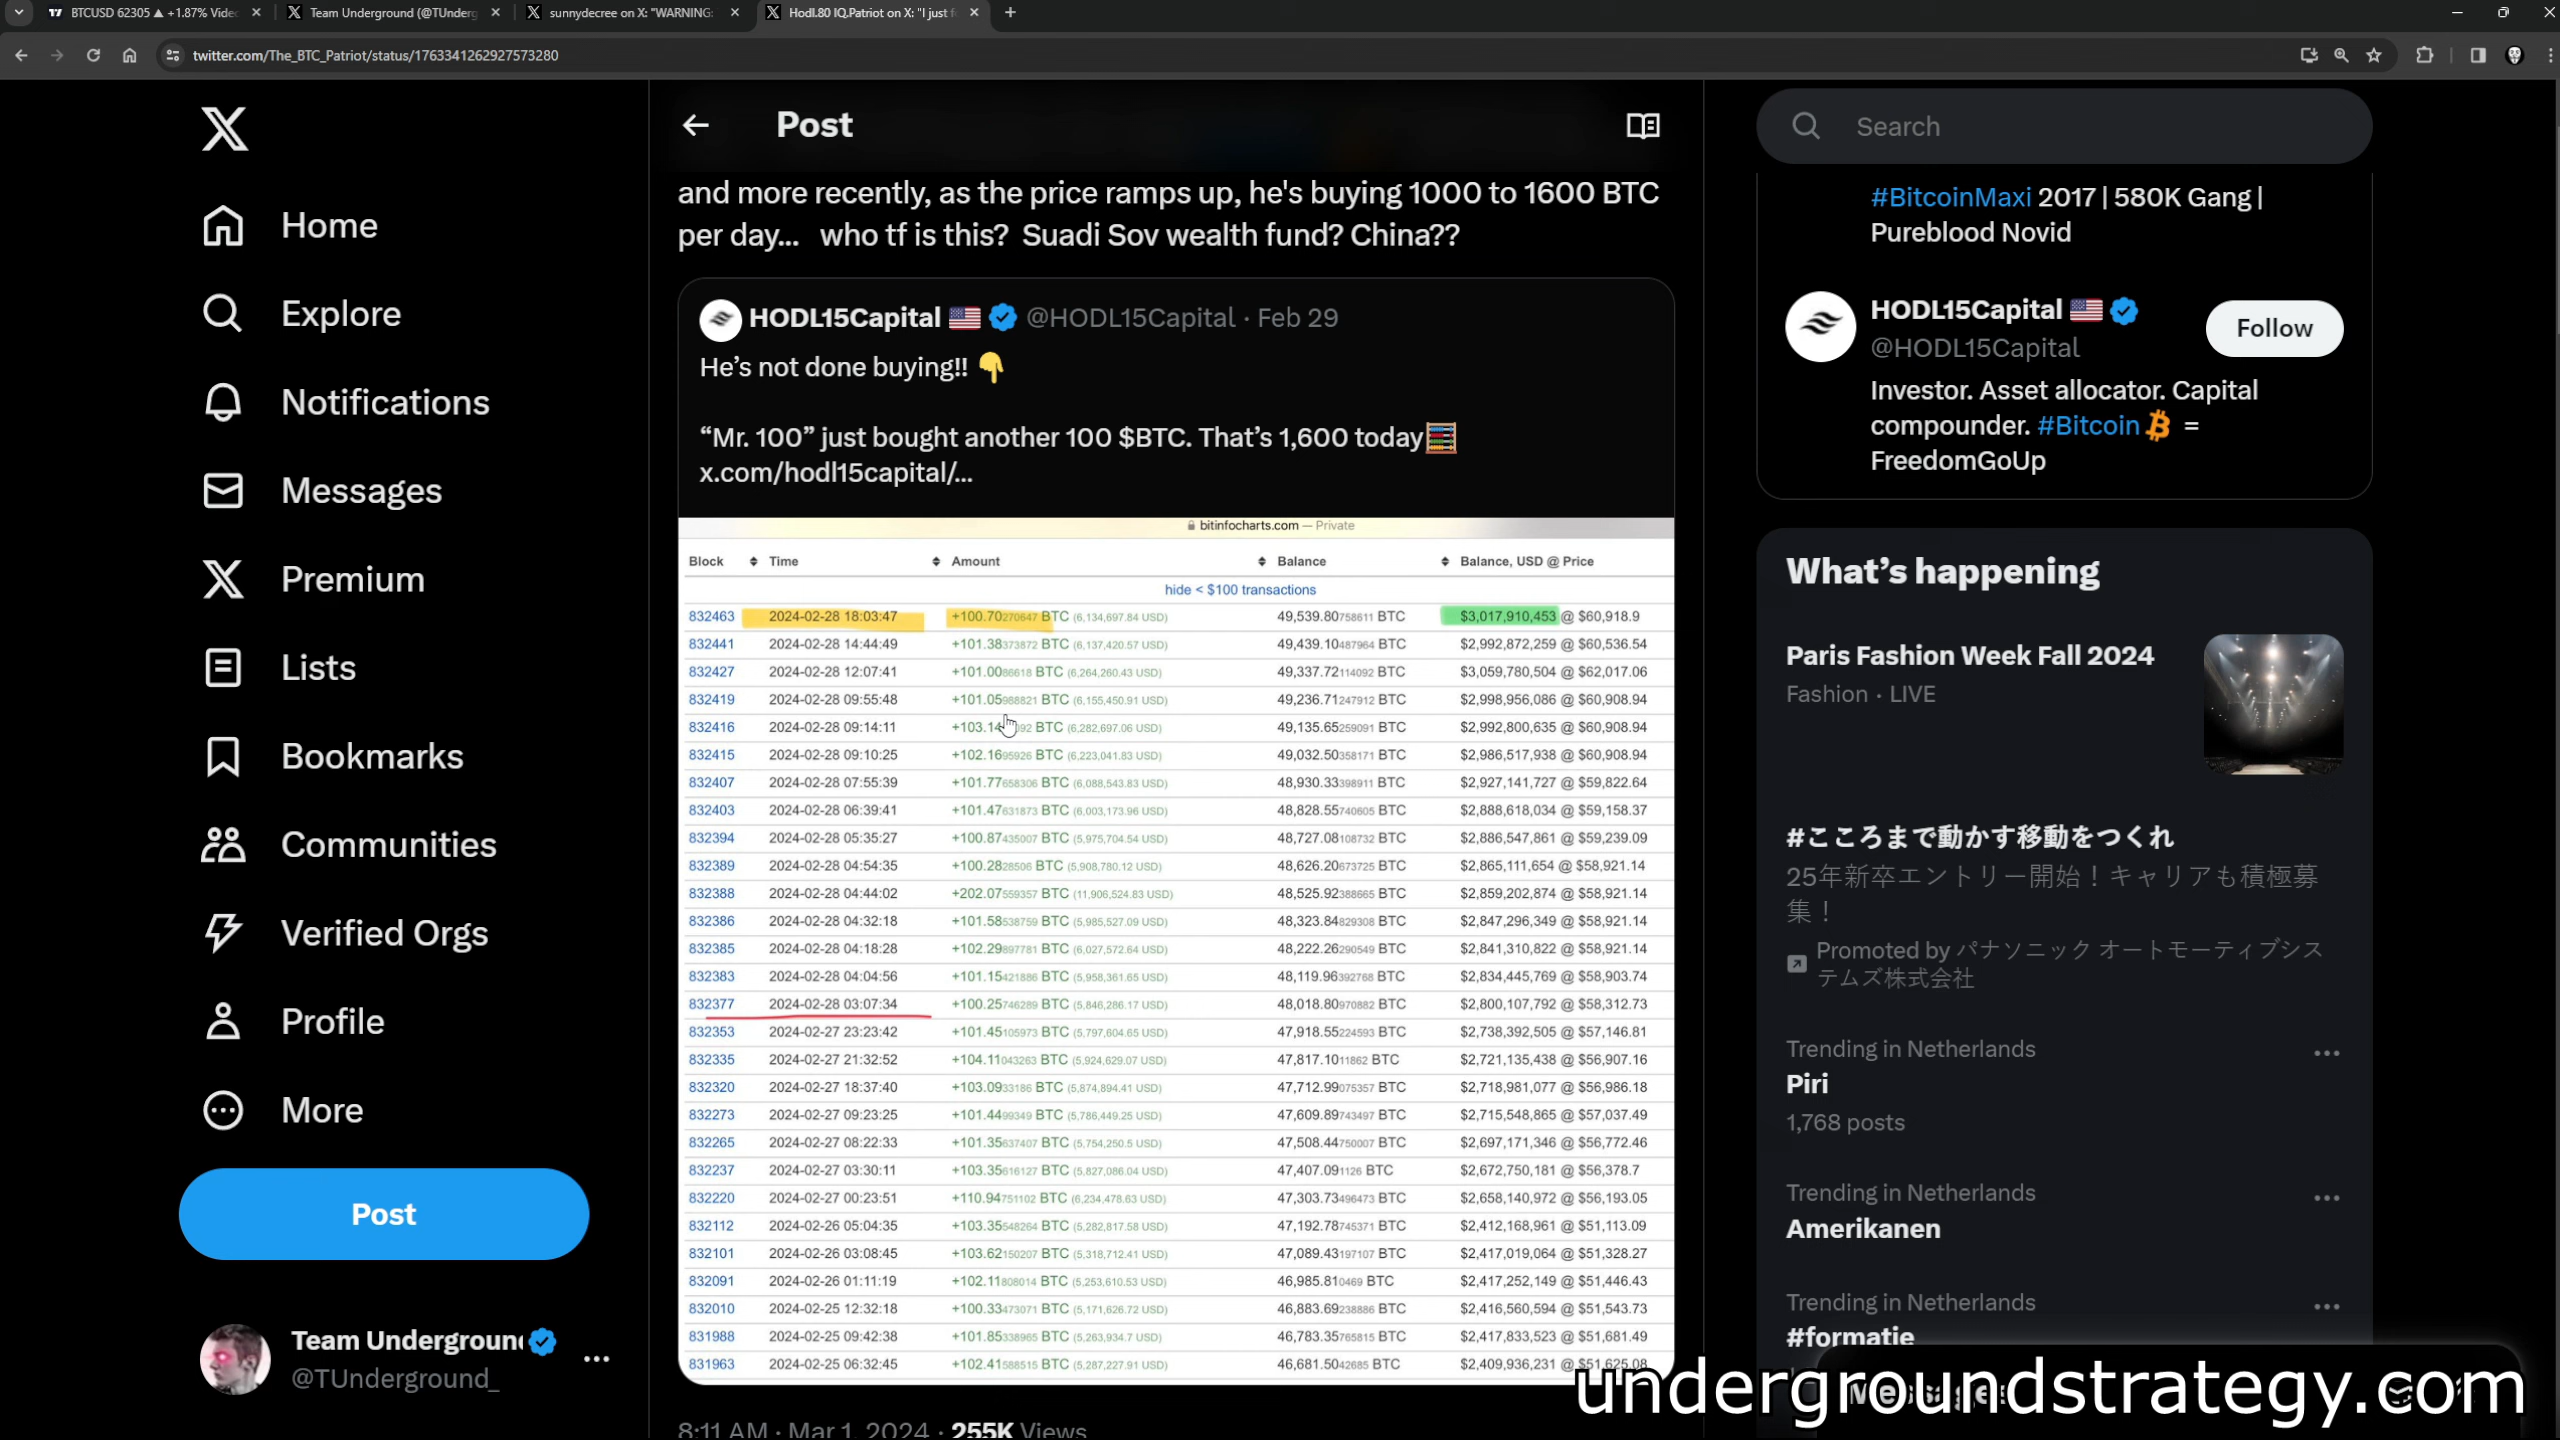 BTCUSD 62305 ▲ +1.87% Vide
Team Underground (@TUnderg
sunnydecree on X: "WARNING:
Hodl.80 IQ.Patriot on X: "I just f
twitter.com/The_BTC_Patriot/status/1763341262927573280
Home
Explore
Notifications
Messages
Premium
Lists
Bookmarks
Communities
Verified Orgs
Profile
More
Post
Team Underground
@TUnderground_
Post
and more recently, as the price ramps up, he's buying 1000 to 1600 BTC
per day... who tf is this? Suadi Sov wealth fund? China??
HODL15Capital 🇺🇸 @HODL15Capital · Feb 29
He's not done buying!! 👇
“Mr. 100” just bought another 100 $BTC. That's 1,600 today🧮
x.com/hodl15capital/...
bitinfocharts.com — Private
Block Time Amount Balance Balance, USD @ Price
hide < $100 transactions
832463 2024-02-28 18:03:47 +100.70270647 BTC (6,134,697.84 USD) 49,539.80758611 BTC $3,017,910,453 @ $60,918.9
832441 2024-02-28 14:44:49 +101.38373872 BTC (6,137,420.57 USD) 49,439.10487964 BTC $2,992,872,259 @ $60,536.54
832427 2024-02-28 12:07:41 +101.0086618 BTC (6,264,260.43 USD) 49,337.72114092 BTC $3,059,780,504 @ $62,017.06
832419 2024-02-28 09:55:48 +101.05988821 BTC (6,155,450.91 USD) 49,236.71247912 BTC $2,998,956,086 @ $60,908.94
832416 2024-02-28 09:14:11 BTC (6,282,697.06 USD) 49,135.65259091 BTC $2,992,800,635 @ $60,908.94
832415 2024-02-28 09:10:25 +102.1695926 BTC (6,223,041.83 USD) 49,032.50358171 BTC $2,986,517,938 @ $60,908.94
832407 2024-02-28 07:55:39 +101.77658306 BTC (6,088,543.83 USD) 48,930.33398911 BTC $2,927,141,727 @ $59,822.64
832403 2024-02-28 06:39:41 +101.47631873 BTC (6,003,173.96 USD) 48,828.55740605 BTC $2,888,618,034 @ $59,158.37
832394 2024-02-28 05:35:27 +100.87435007 BTC (5,975,704.54 USD) 48,727.08108732 BTC $2,886,547,861 @ $59,239.09
832389 2024-02-28 04:54:35 +100.2828506 BTC (5,908,780.12 USD) 48,626.20673725 BTC $2,865,111,654 @ $58,921.14
832388 2024-02-28 04:44:02 +202.07559357 BTC (11,906,524.83 USD) 48,525.92388665 BTC $2,859,202,874 @ $58,921.14
832386 2024-02-28 04:32:18 +101.58538759 BTC (5,985,527.09 USD) 48,323.84829308 BTC $2,847,296,349 @ $58,921.14
832385 2024-02-28 04:18:28 +102.29897781 BTC (6,027,572.64 USD) 48,222.26290549 BTC $2,841,310,822 @ $58,921.14
832383 2024-02-28 04:04:56 +101.15421886 BTC (5,958,361.65 USD) 48,119.96392768 BTC $2,834,445,769 @ $58,903.74
832377 2024-02-28 03:07:34 +100.25746289 BTC (5,846,286.17 USD) 48,018.80970882 BTC $2,800,107,792 @ $58,312.73
832353 2024-02-27 23:23:42 +101.45105973 BTC (5,797,604.65 USD) 47,918.55224593 BTC $2,738,392,505 @ $57,146.81
832335 2024-02-27 21:32:52 +104.11043263 BTC (5,924,629.07 USD) 47,817.1011862 BTC $2,721,135,438 @ $56,907.16
832320 2024-02-27 18:37:40 +103.0933186 BTC (5,874,894.41 USD) 47,712.99075357 BTC $2,718,981,077 @ $56,986.18
832273 2024-02-27 09:23:25 +101.4499349 BTC (5,786,449.25 USD) 47,609.89743497 BTC $2,715,548,865 @ $57,037.49
832265 2024-02-27 08:22:33 +101.35637407 BTC (5,754,250.5 USD) 47,508.44750007 BTC $2,697,171,346 @ $56,772.46
832237 2024-02-27 03:30:11 +103.35616127 BTC (5,827,086.04 USD) 47,407.091126 BTC $2,672,750,181 @ $56,378.7
832220 2024-02-27 00:23:51 +110.94751102 BTC (6,234,478.63 USD) 47,303.73496473 BTC $2,658,140,972 @ $56,193.05
832112 2024-02-26 05:04:35 +103.35548264 BTC (5,282,817.58 USD) 47,192.78745371 BTC $2,412,168,961 @ $51,113.09
832101 2024-02-26 03:08:45 +103.62150207 BTC (5,318,712.41 USD) 47,089.43197107 BTC $2,417,019,064 @ $51,328.27
832091 2024-02-26 01:11:19 +102.11808014 BTC (5,253,610.53 USD) 46,985.810469 BTC $2,417,252,149 @ $51,446.43
832010 2024-02-25 12:32:18 +100.33473071 BTC (5,171,626.72 USD) 46,883.69238886 BTC $2,416,560,594 @ $51,543.73
831988 2024-02-25 09:42:38 +101.85338965 BTC (5,263,934.7 USD) 46,783.35765815 BTC $2,417,833,523 @ $51,681.49
831963 2024-02-25 06:32:45 +102.41588515 BTC (5,287,227.91 USD) 46,681.5042685 BTC $2,409,936,231 @ $51,625.08
8:11 AM · Mar 1, 2024 · 255K Views
Search
#BitcoinMaxi 2017 | 580K Gang |
Pureblood Novid
HODL15Capital 🇺🇸
@HODL15Capital
Follow
Investor. Asset allocator. Capital
compounder. #Bitcoin =
FreedomGoUp
What's happening
Paris Fashion Week Fall 2024
Fashion · LIVE
#こころまで動かす移動をつくれ
25年新卒エントリー開始！キャリアも積極募
集！
Promoted by パナソニック オートモーティブシス
テムズ株式会社
Trending in Netherlands
Piri
1,768 posts
Trending in Netherlands
Amerikanen
Trending in Netherlands
#formatie
undergroundstrategy.com